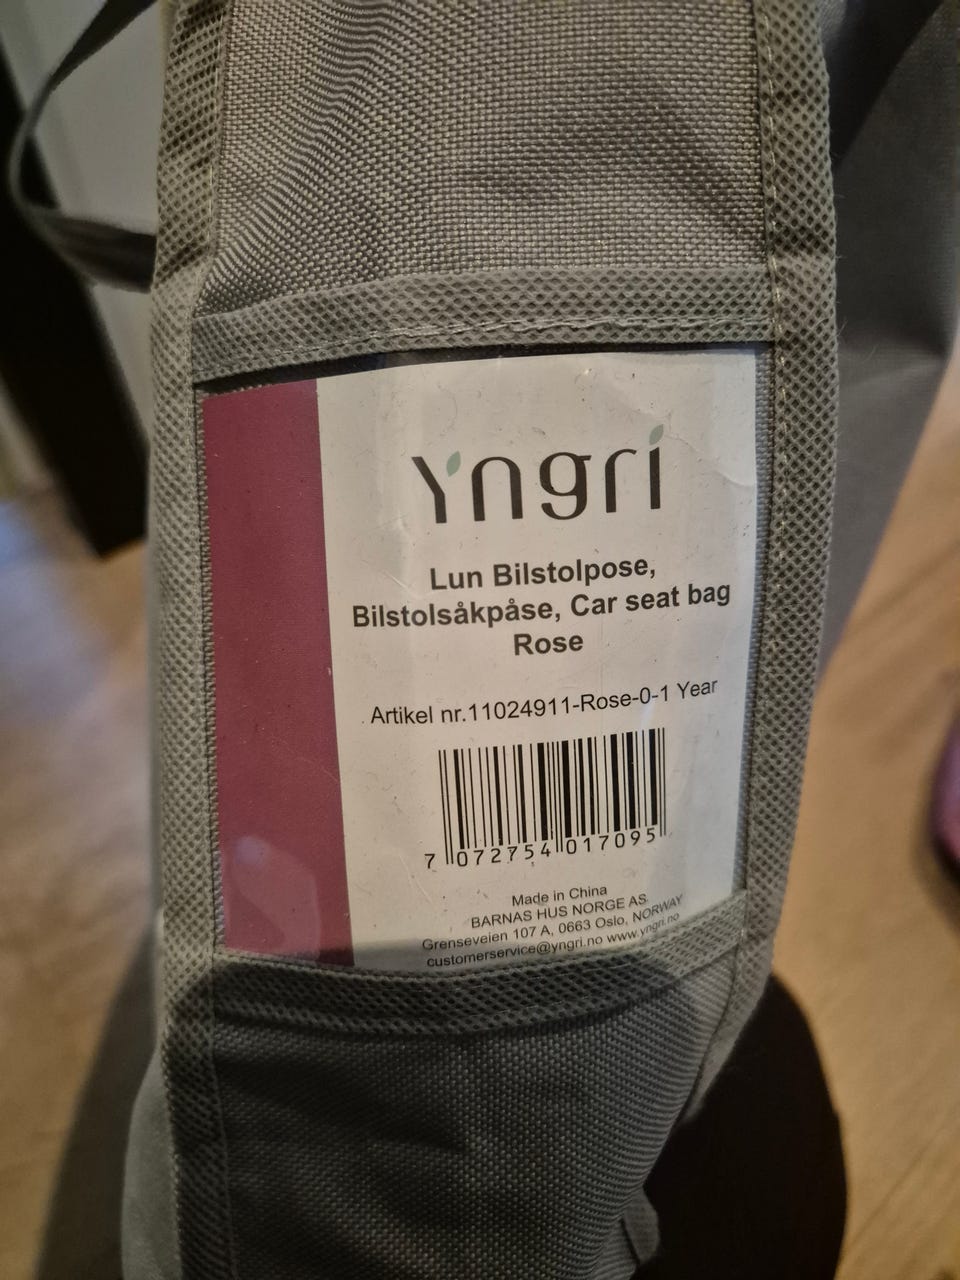 Yngri
Lun Bilstolpose,
Bilstolsåkpåse, Car seat bag
Rose
Artikel nr.11024911-Rose-0-1 Year
7 072754 017095
Made in China
BARNAS HUS NORGE AS.
Grenseveien 107 A, 0663 Oslo, NORWAY
customerservice@yngri.no www.yngri.no